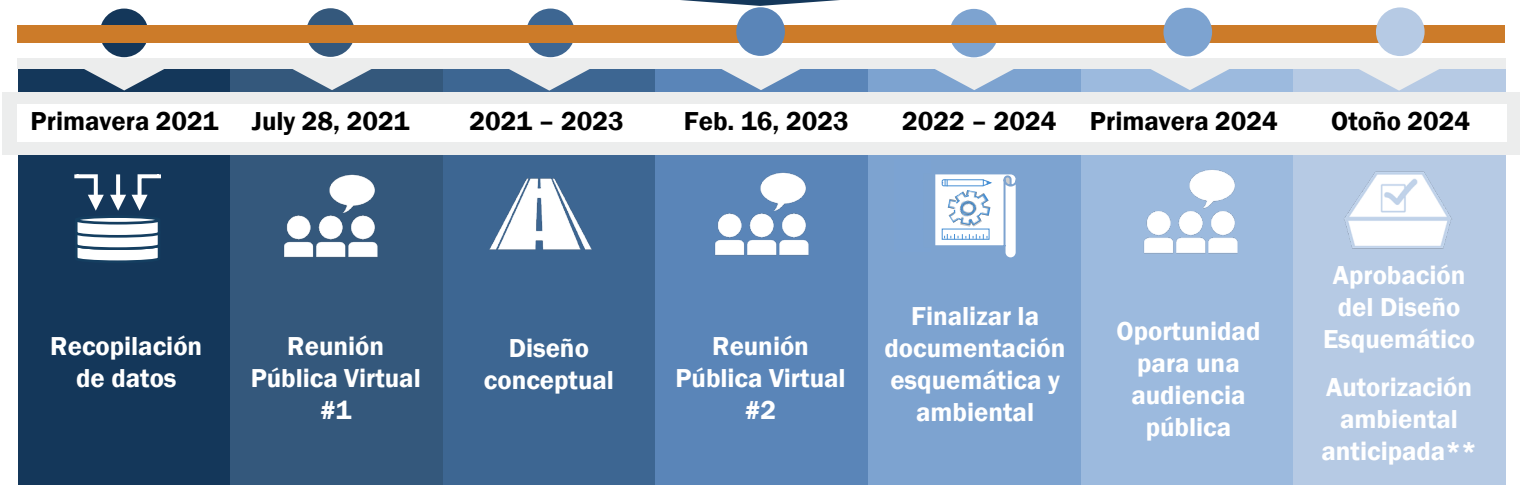 Primavera 2021
July 28, 2021
2021 – 2023
Feb. 16, 2023
2022 – 2024
Primavera 2024
Otoño 2024
Recopilación
de datos
Reunión
Pública Virtual
#1
Diseño
conceptual
Reunión
Pública Virtual
#2
Finalizar la
documentación
esquemática y
ambiental
Oportunidad
para una
audiencia
pública
Aprobación
del Diseño
Esquemático
Autorización
ambiental
anticipada**